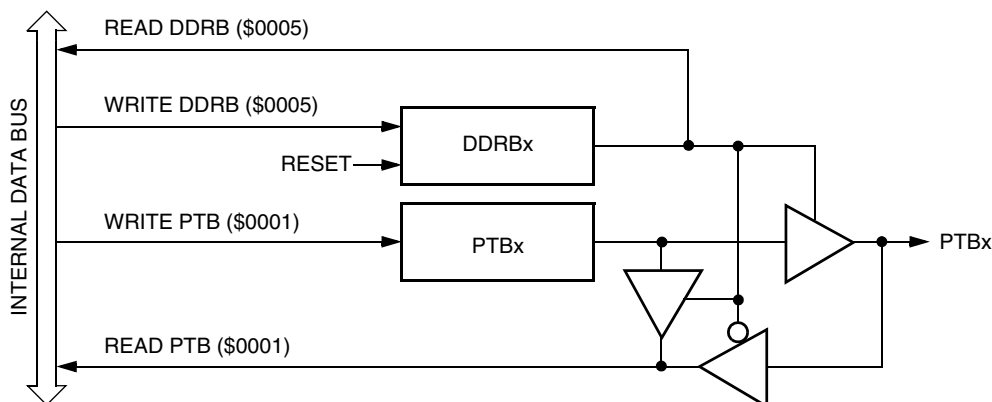 READ DDRB ($0005)
WRITE DDRB ($0005)
DDRBx
RESET
WRITE PTB ($0001)
PTBx
PTBx
READ PTB ($0001)
INTERNAL DATA BUS